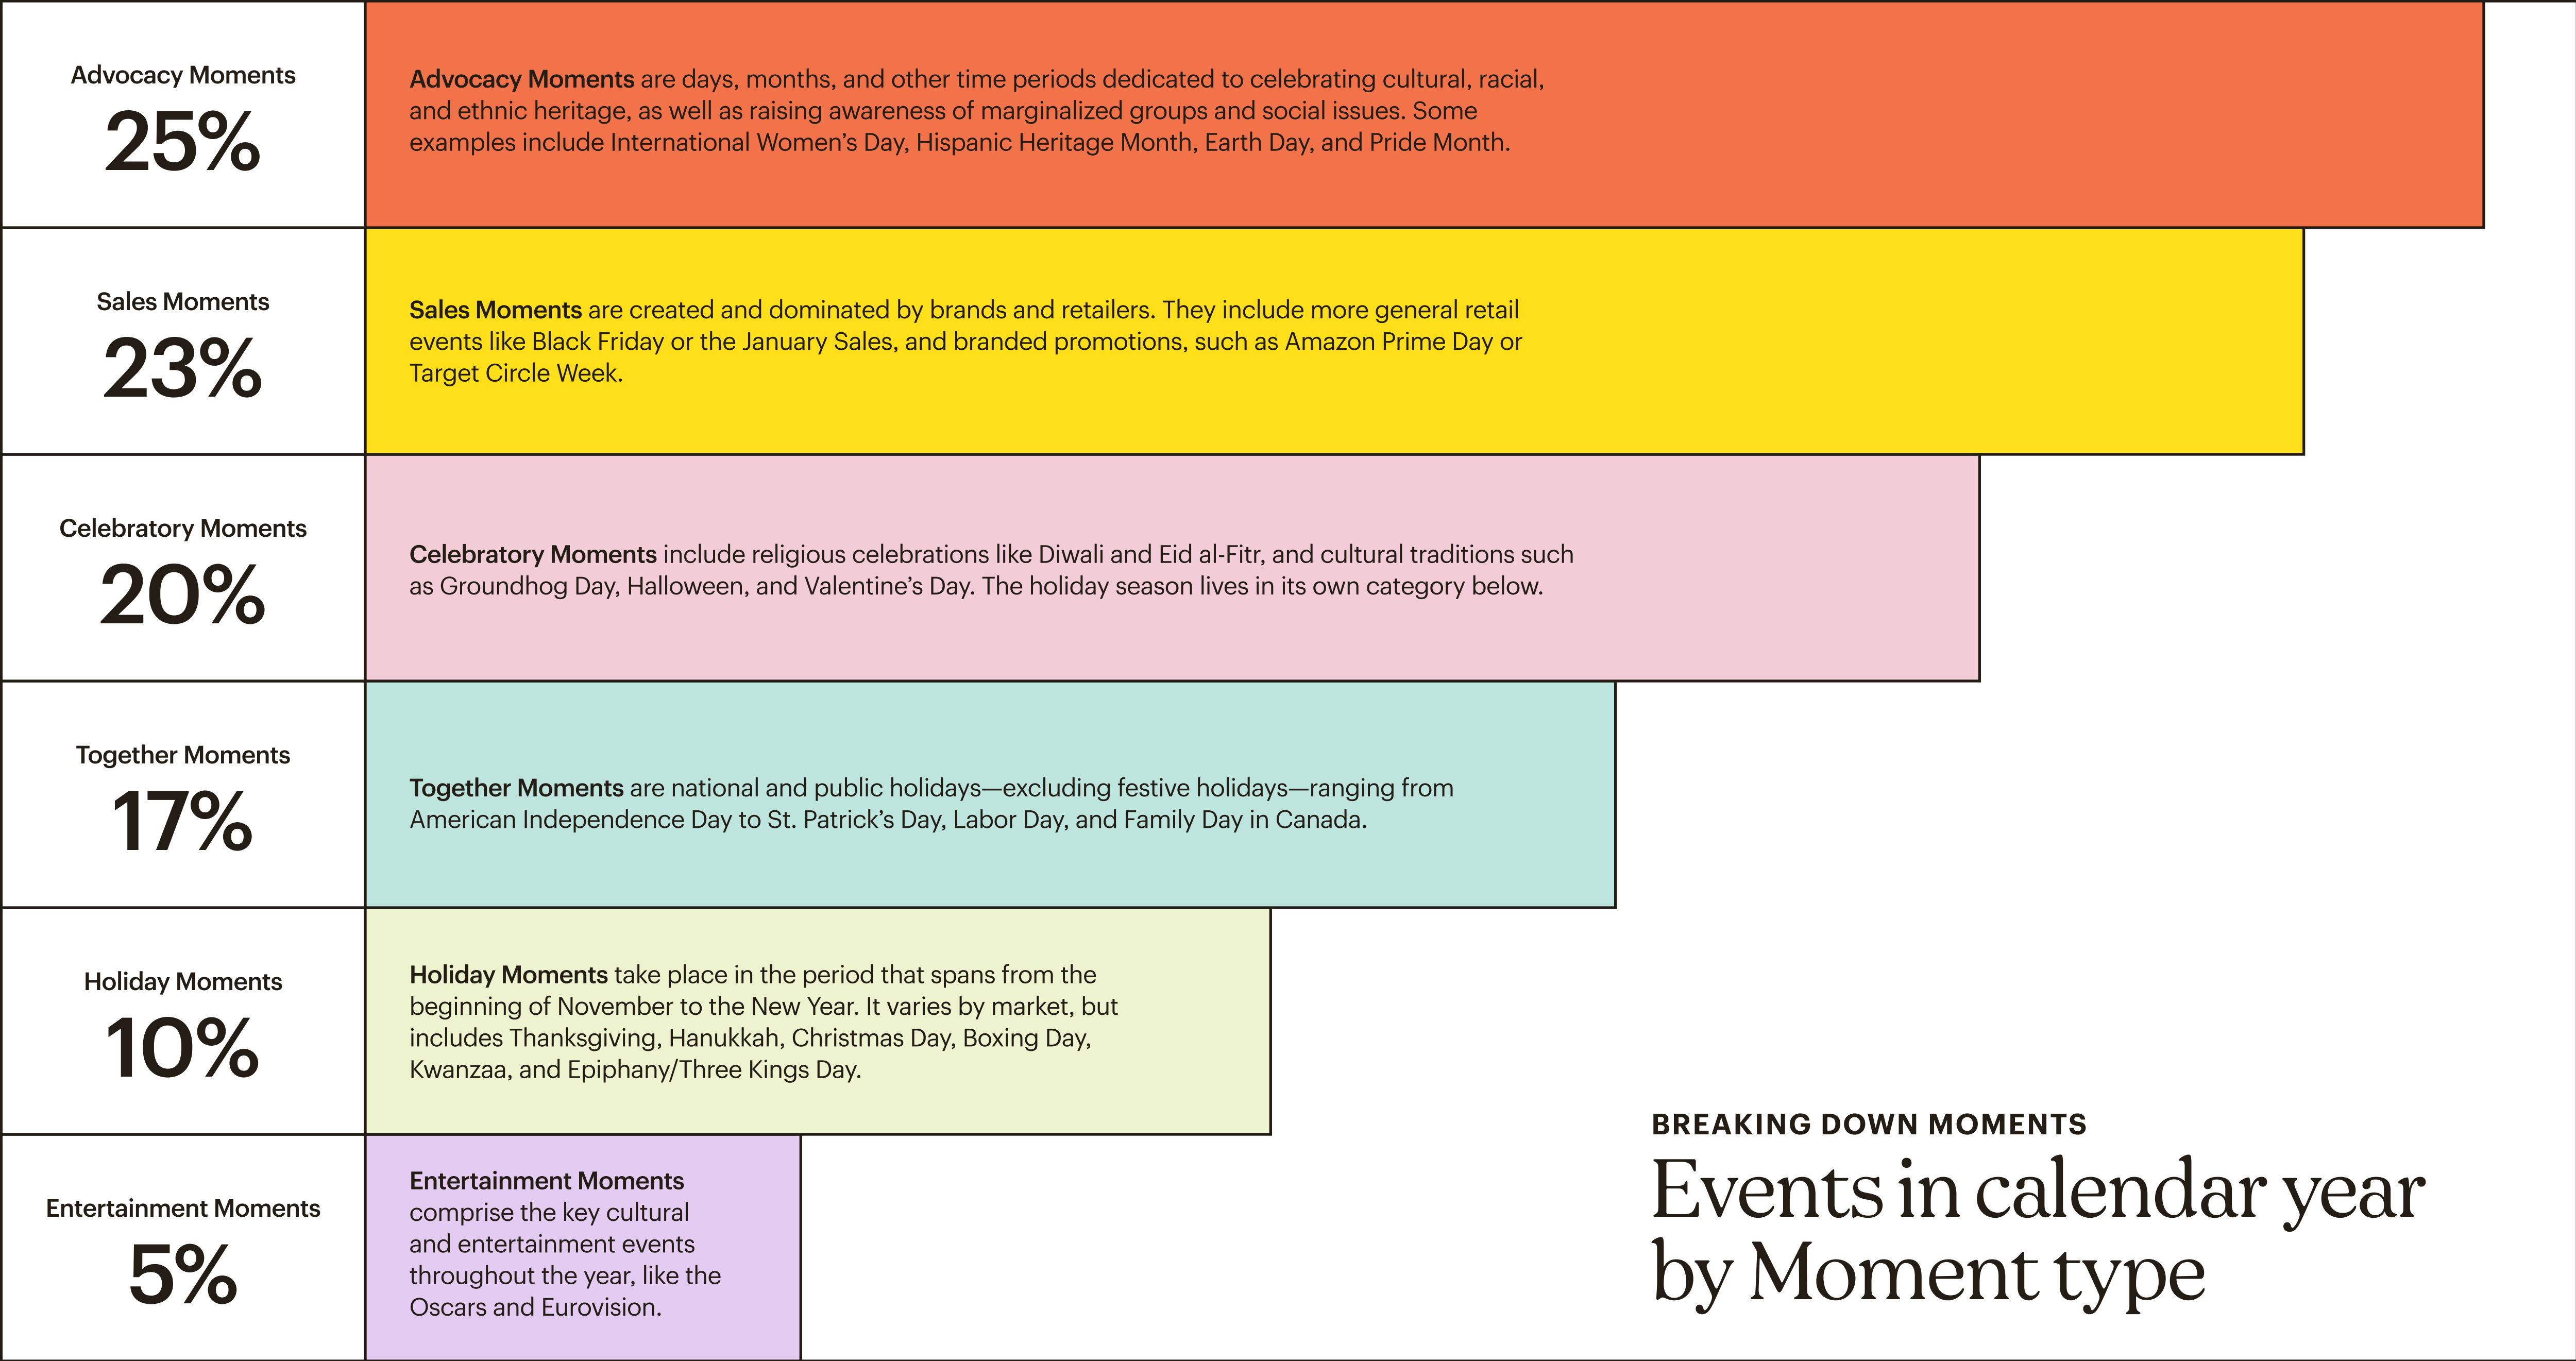 Advocacy Moments
25%
Advocacy Moments are days, months, and other time periods dedicated to celebrating cultural, racial,
and ethnic heritage, as well as raising awareness of marginalized groups and social issues. Some
examples include International Women’s Day, Hispanic Heritage Month, Earth Day, and Pride Month.
Sales Moments
23%
Sales Moments are created and dominated by brands and retailers. They include more general retail
events like Black Friday or the January Sales, and branded promotions, such as Amazon Prime Day or
Target Circle Week.
Celebratory Moments
20%
Celebratory Moments include religious celebrations like Diwali and Eid al-Fitr, and cultural traditions such
as Groundhog Day, Halloween, and Valentine’s Day. The holiday season lives in its own category below.
Together Moments
17%
Together Moments are national and public holidays—excluding festive holidays—ranging from
American Independence Day to St. Patrick’s Day, Labor Day, and Family Day in Canada.
Holiday Moments
10%
Holiday Moments take place in the period that spans from the
beginning of November to the New Year. It varies by market, but
includes Thanksgiving, Hanukkah, Christmas Day, Boxing Day,
Kwanzaa, and Epiphany/Three Kings Day.
Entertainment Moments
5%
Entertainment Moments
comprise the key cultural
and entertainment events
throughout the year, like the
Oscars and Eurovision.
BREAKING DOWN MOMENTS
Events in calendar year
by Moment type